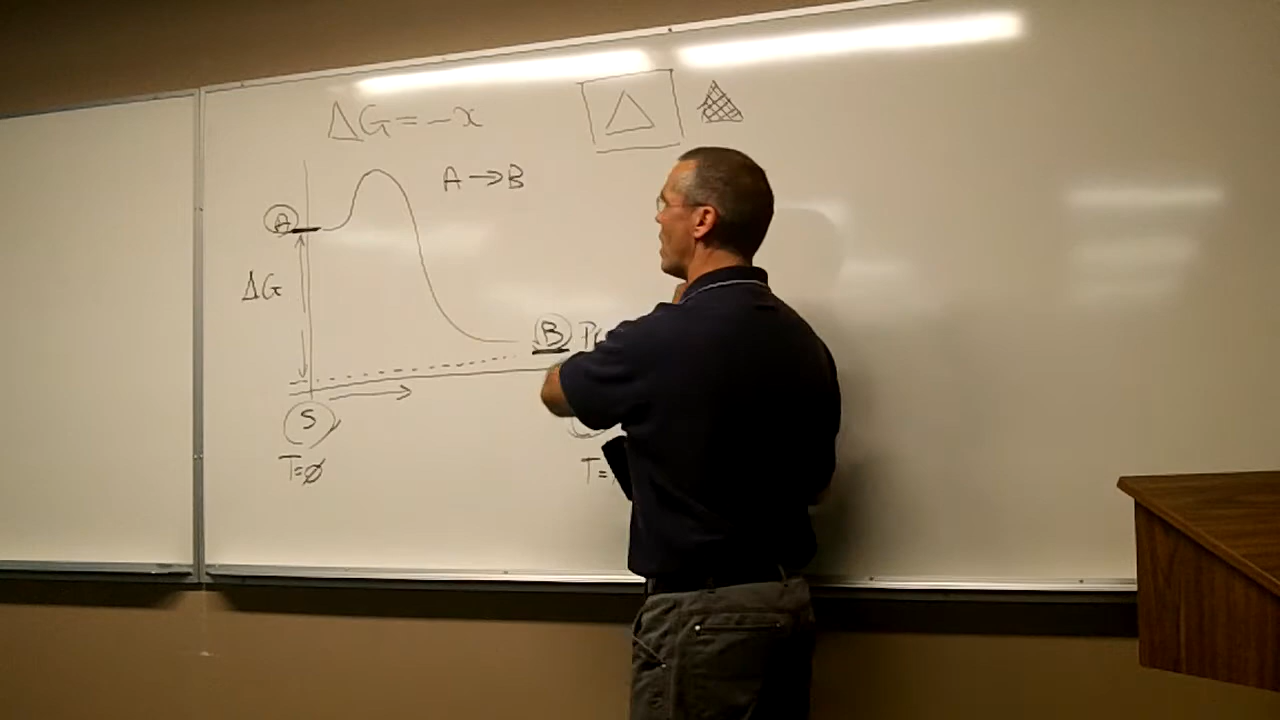 ΔG = -x
A → B
A
ΔG
B
S
T=∅
T=